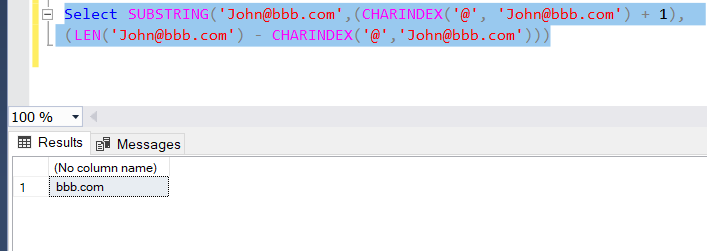 Select SUBSTRING('John@bbb.com',(CHARINDEX('@', 'John@bbb.com') + 1),
(LEN('John@bbb.com') - CHARINDEX('@','John@bbb.com')))
100 %
Results Messages
(No column name)
1 bbb.com